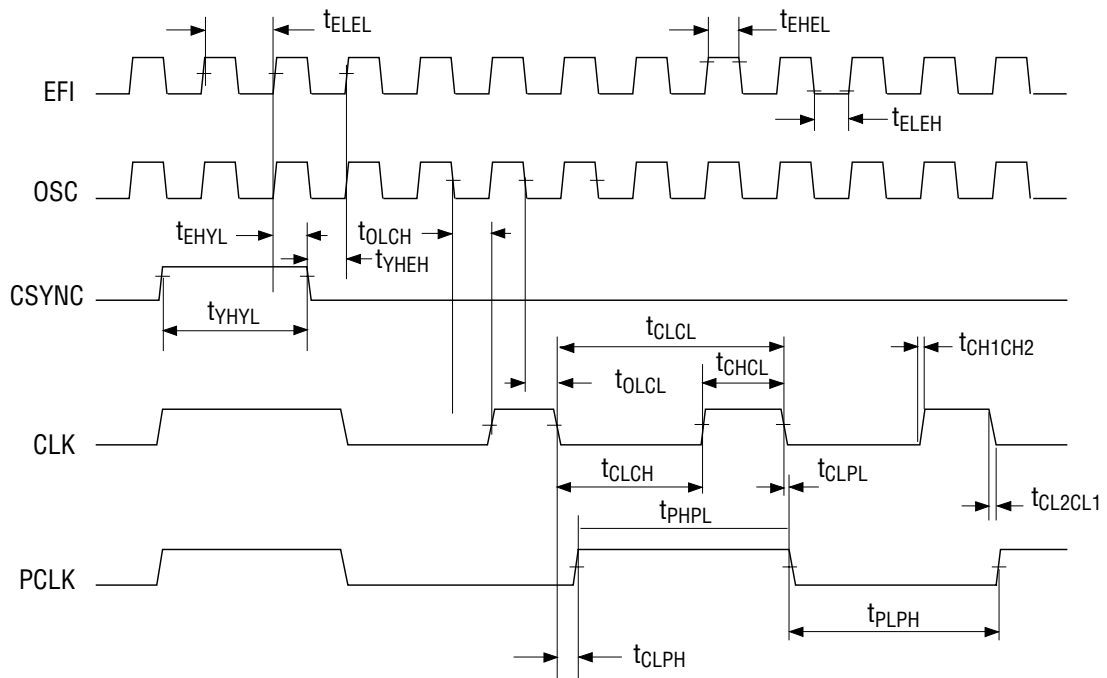 tELEL
tEHEL
EFI
tELEH
OSC
tEHYL
tOLCH
tYHEH
CSYNC
tYHYL
tCLCL
tCH1CH2
tCHCL
tOLCL
CLK
tCLCH
tCLPL
tCL2CL1
tPHPL
PCLK
tPLPH
tCLPH